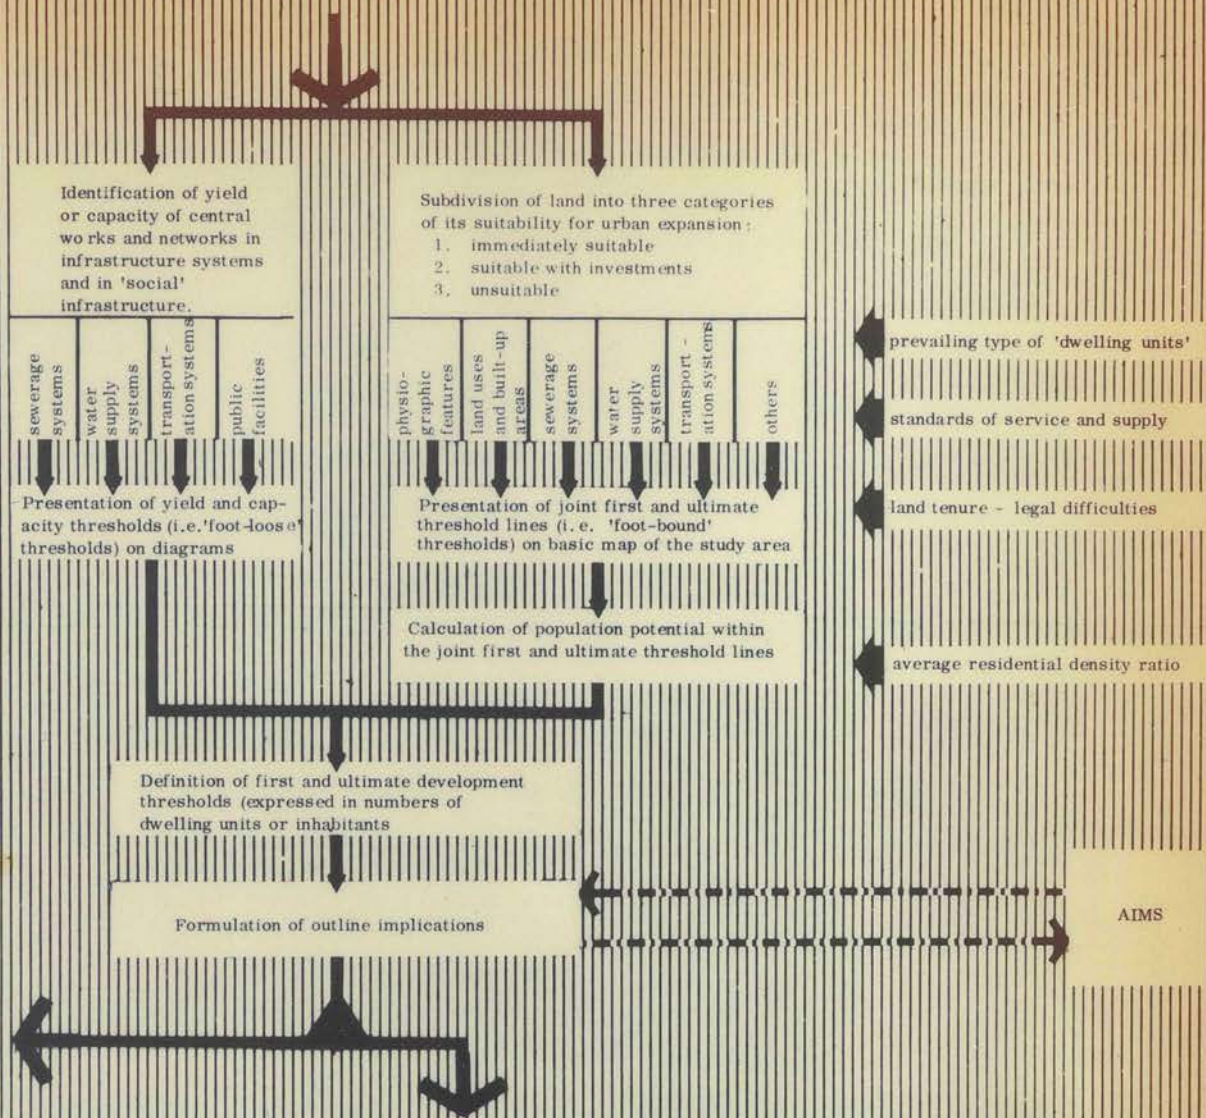 Identification of yield
or capacity of central
works and networks in
infrastructure systems
and in 'social'
infrastructure.
sewerage
systems
water
supply
systems
transport-
ation systems
public
facilities
Presentation of yield and cap-
acity thresholds (i.e. 'foot-loose'
thresholds) on diagrams
Subdivision of land into three categories
of its suitability for urban expansion :
1. immediately suitable
2. suitable with investments
3. unsuitable
physio-
graphic
features
land uses
and built-up
areas
sewerage
systems
water
supply
systems
transport -
ation systems
others
Presentation of joint first and ultimate
threshold lines (i.e. 'foot-bound'
thresholds) on basic map of the study area
Calculation of population potential within
the joint first and ultimate threshold lines
prevailing type of 'dwelling units'
standards of service and supply
land tenure - legal difficulties
average residential density ratio
Definition of first and ultimate development
thresholds (expressed in numbers of
dwelling units or inhabitants
Formulation of outline implications
AIMS